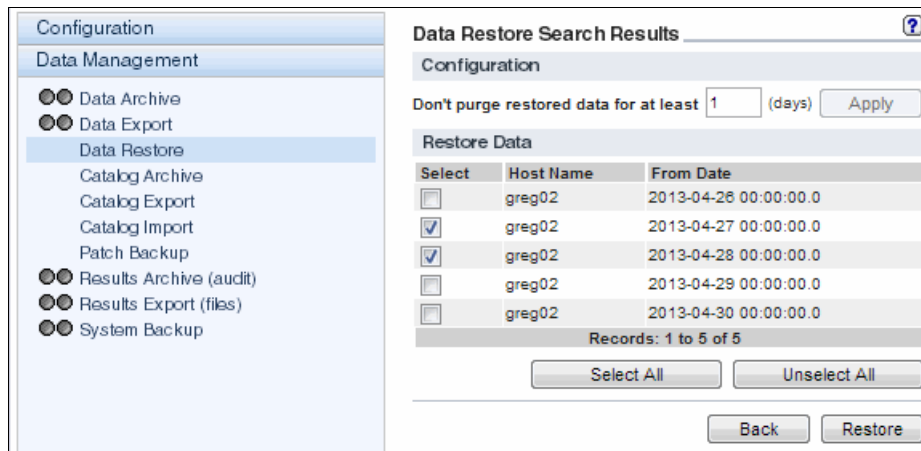 Configuration
Data Management
Data Archive
Data Export
Data Restore
Catalog Archive
Catalog Export
Catalog Import
Patch Backup
Results Archive (audit)
Results Export (files)
System Backup
Data Restore Search Results
?
Configuration
Don't purge restored data for at least 1 (days) Apply
Restore Data
Select Host Name From Date
greg02 2013-04-26 00:00:00.0
greg02 2013-04-27 00:00:00.0
greg02 2013-04-28 00:00:00.0
greg02 2013-04-29 00:00:00.0
greg02 2013-04-30 00:00:00.0
Records: 1 to 5 of 5
Select All Unselect All
Back Restore